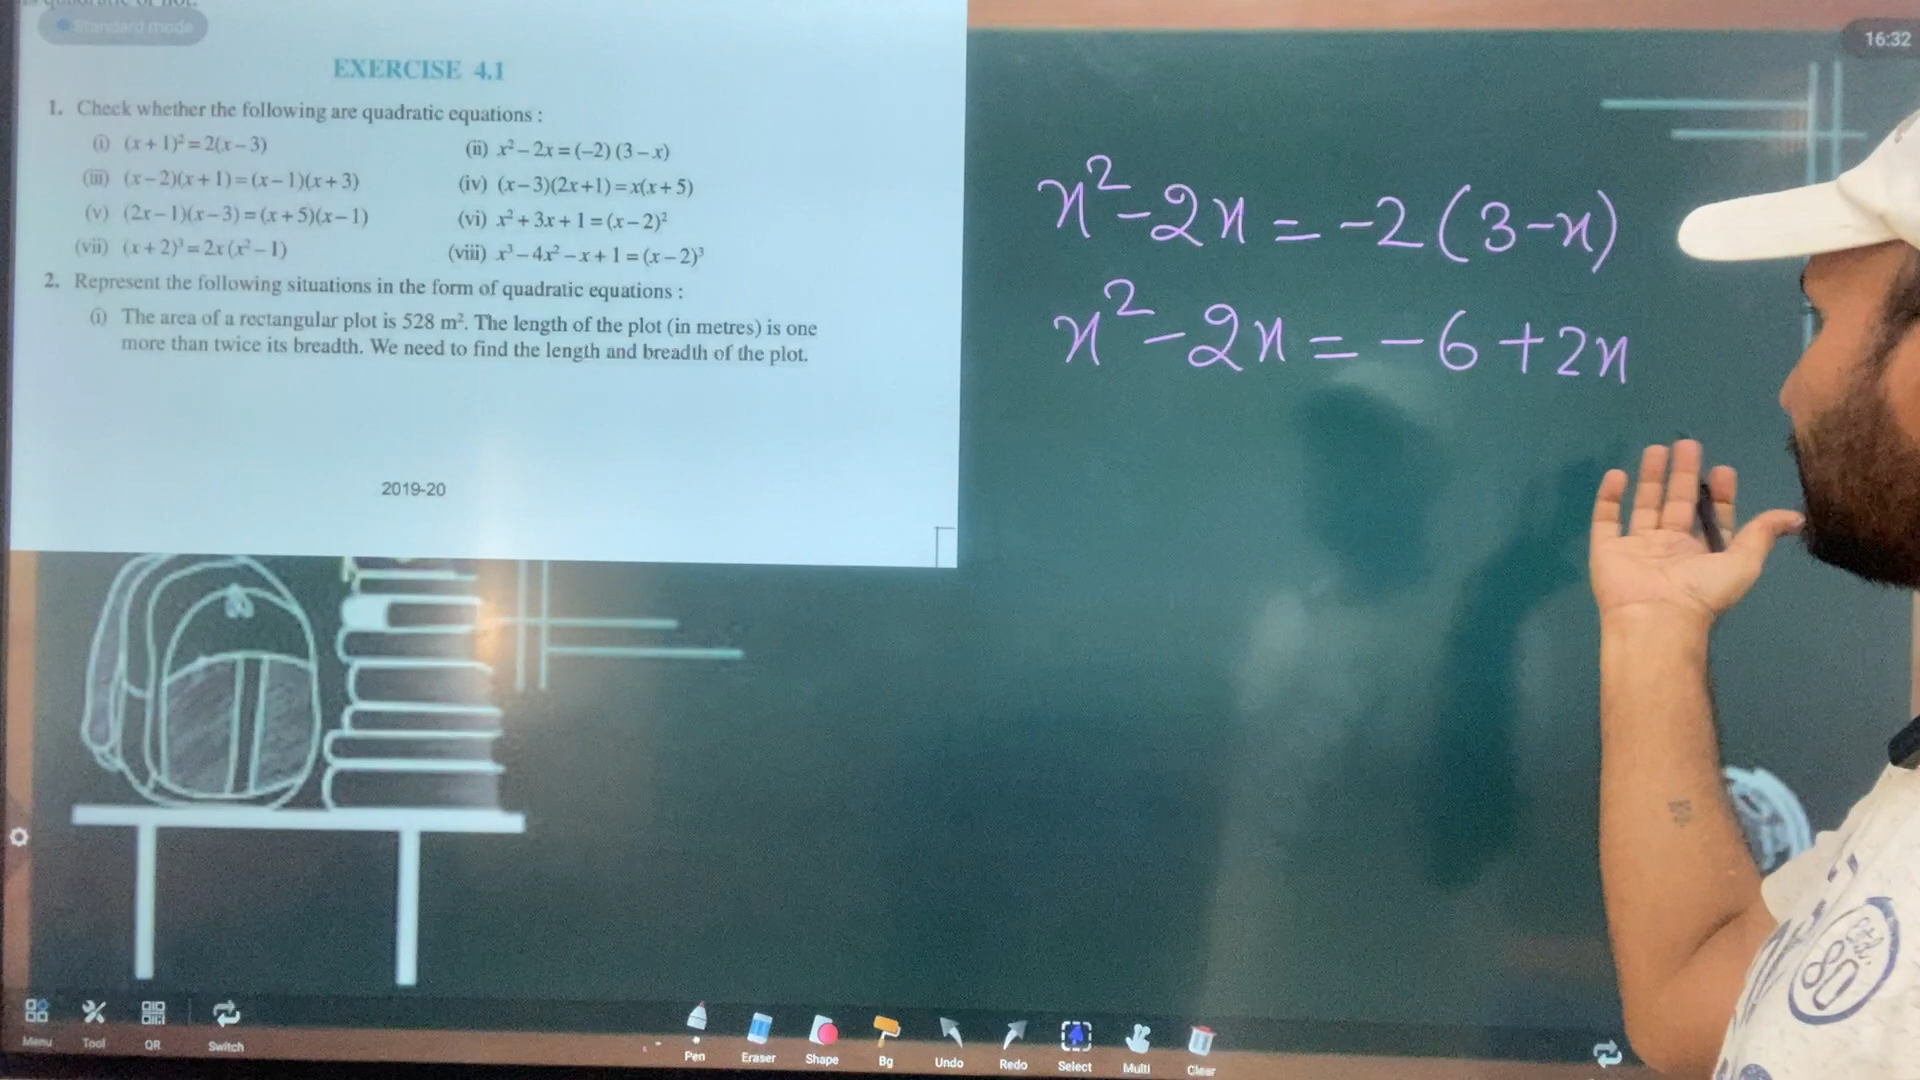 Standard mode
16:32
EXERCISE 4.1
1. Check whether the following are quadratic equations :
(i) (x + 1)² = 2(x – 3)
(ii) x² – 2x = (–2) (3 – x)
(iii) (x – 2)(x + 1) = (x – 1)(x + 3)
(iv) (x – 3)(2x + 1) = x(x + 5)
(v) (2x – 1)(x – 3) = (x + 5)(x – 1)
(vi) x² + 3x + 1 = (x – 2)²
(vii) (x + 2)³ = 2x (x² – 1)
(viii) x³ – 4x² – x + 1 = (x – 2)³
2. Represent the following situations in the form of quadratic equations :
(i) The area of a rectangular plot is 528 m². The length of the plot (in metres) is one
more than twice its breadth. We need to find the length and breadth of the plot.
2019-20
x² - 2x = -2 (3-x)
x² - 2x = -6 + 2x
80
Menu Tool QR Switch Pen Eraser Shape Bg Undo Redo Select Multi Clear